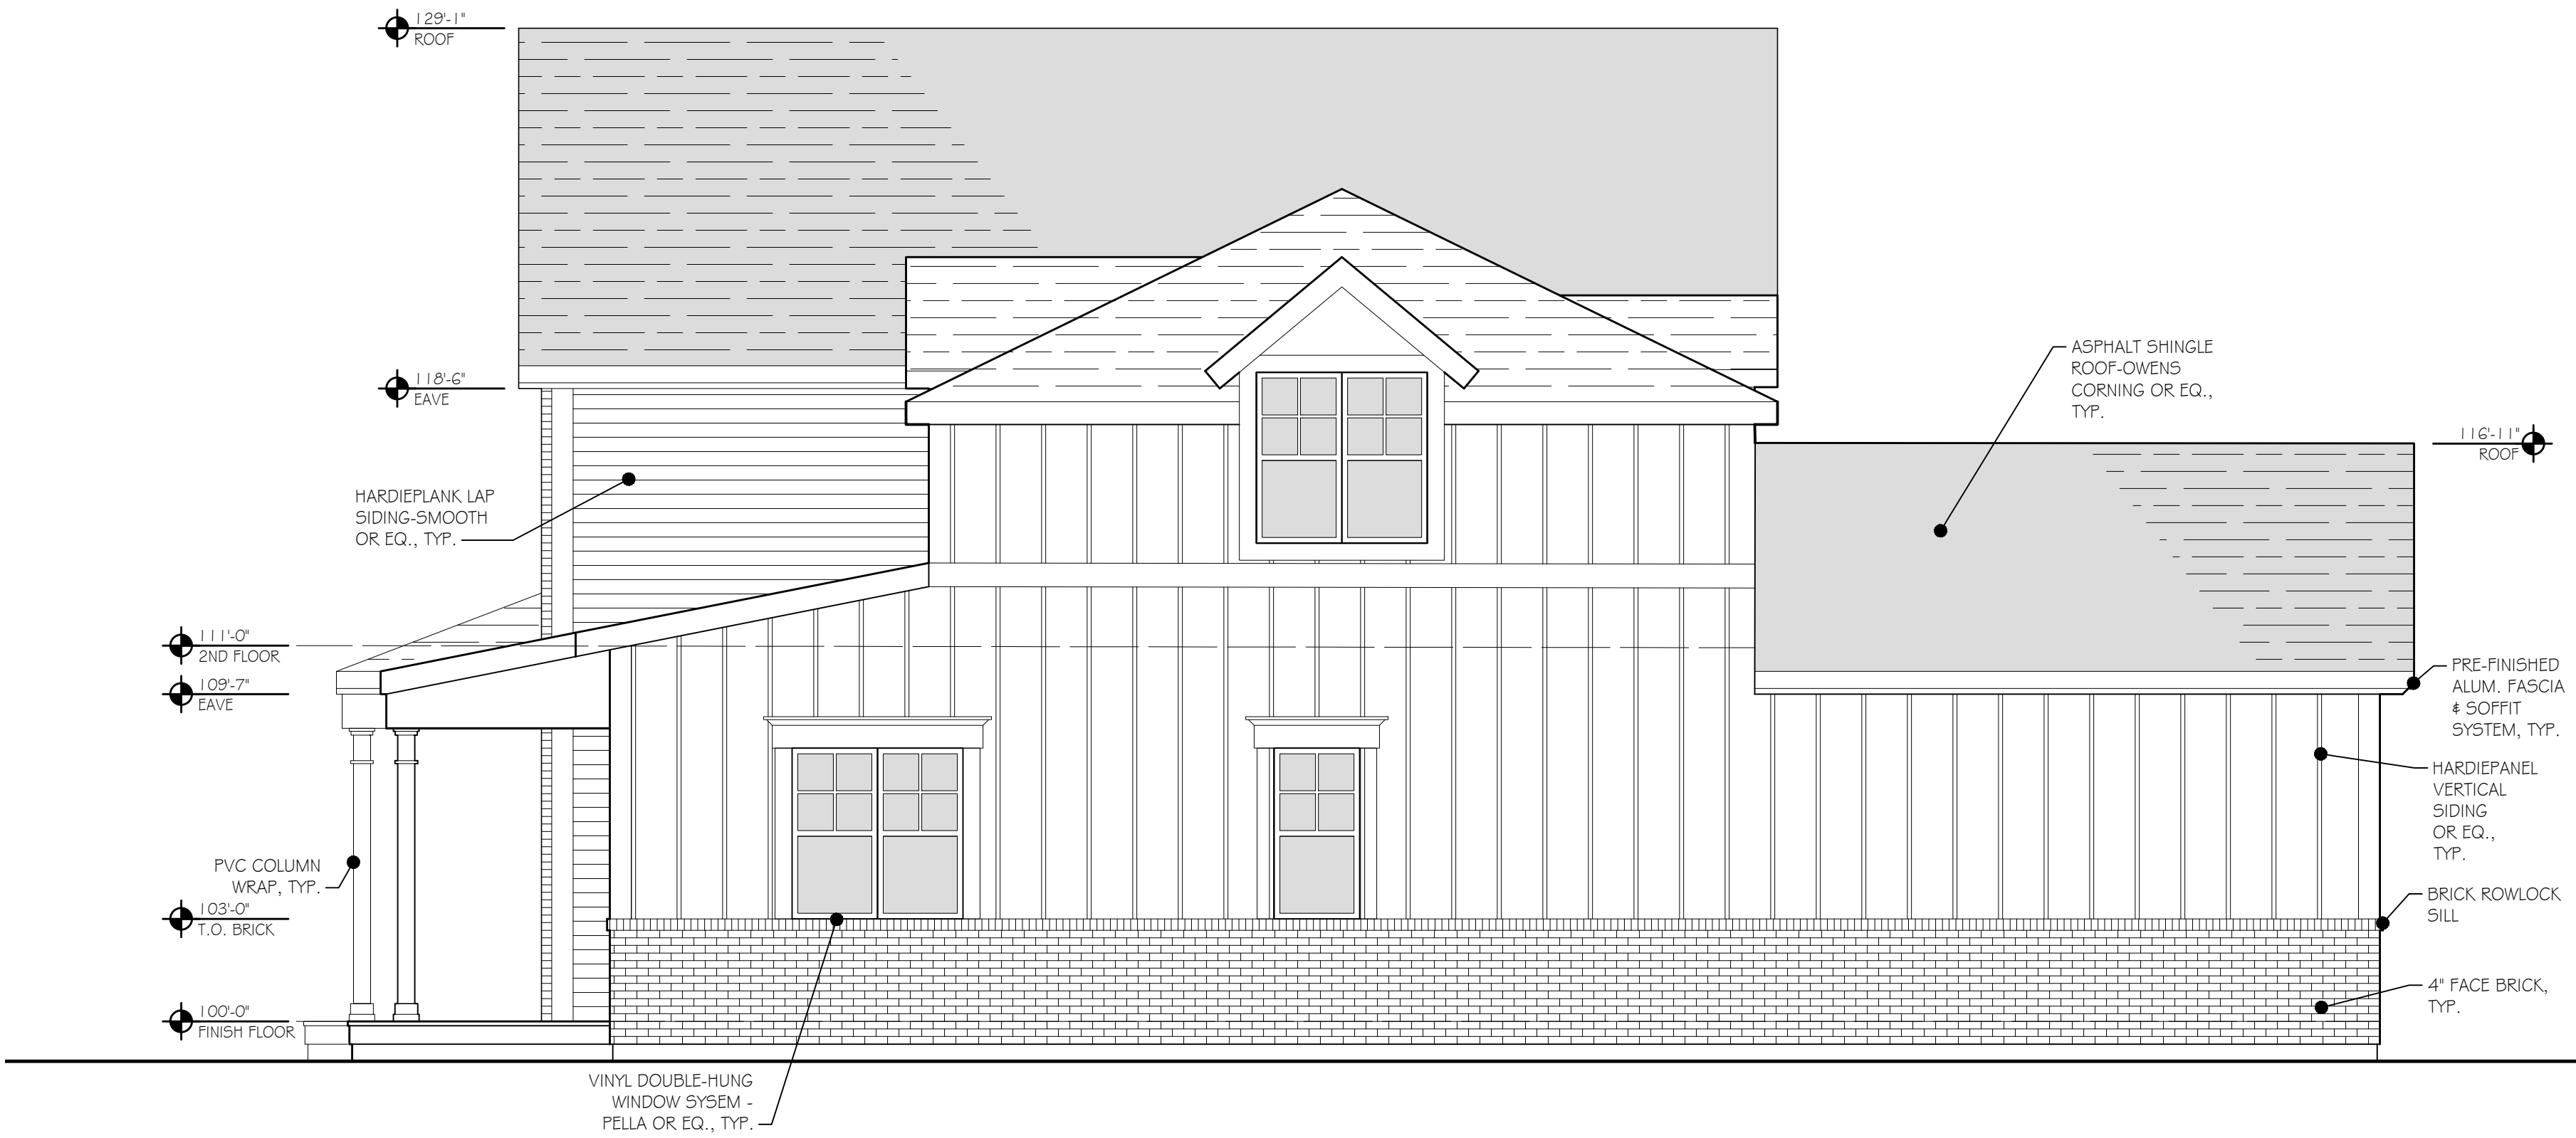 129'-1"
ROOF
118'-6"
EAVE
ASPHALT SHINGLE
ROOF-OWENS
CORNING OR EQ.,
TYP.
116'-11"
ROOF
HARDIEPLANK LAP
SIDING-SMOOTH
OR EQ., TYP.
111'-0"
2ND FLOOR
109'-7"
EAVE
PRE-FINISHED
ALUM. FASCIA
& SOFFIT
SYSTEM, TYP.
HARDIEPANEL
VERTICAL
SIDING
OR EQ.,
TYP.
PVC COLUMN
WRAP, TYP.
103'-0"
T.O. BRICK
BRICK ROWLOCK
SILL
4" FACE BRICK,
TYP.
100'-0"
FINISH FLOOR
VINYL DOUBLE-HUNG
WINDOW SYSEM -
PELLA OR EQ., TYP.